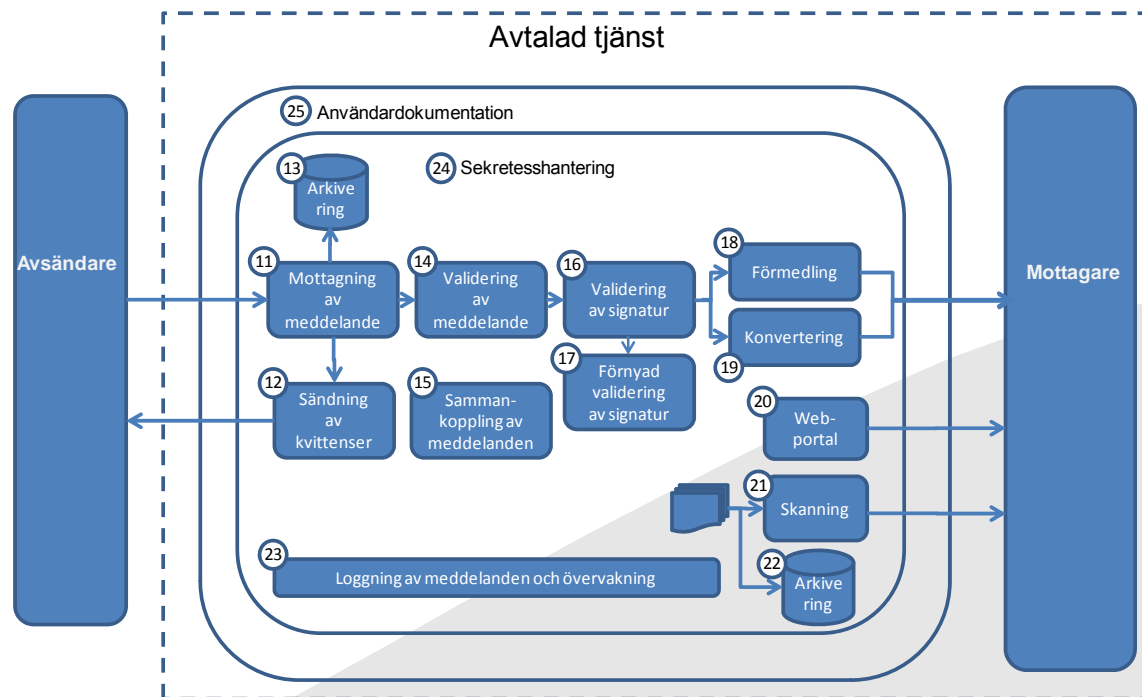 Avtalad tjänst
25 Användardokumentation
13
24 Sekretesshantering
Arkive
ring
Avsändare
11
Mottagning
av
meddelande
14
Validering
av
meddelande
16
Validering
av signatur
18
Förmedling
Mottagare
Konvertering
19
17
Förnyad
validering
av signatur
12
Sändning
av
kvittenser
15
Samman-
koppling av
meddelanden
20
Web-
portal
21
Skanning
23
Loggning av meddelanden och övervakning
22
Arkive
ring